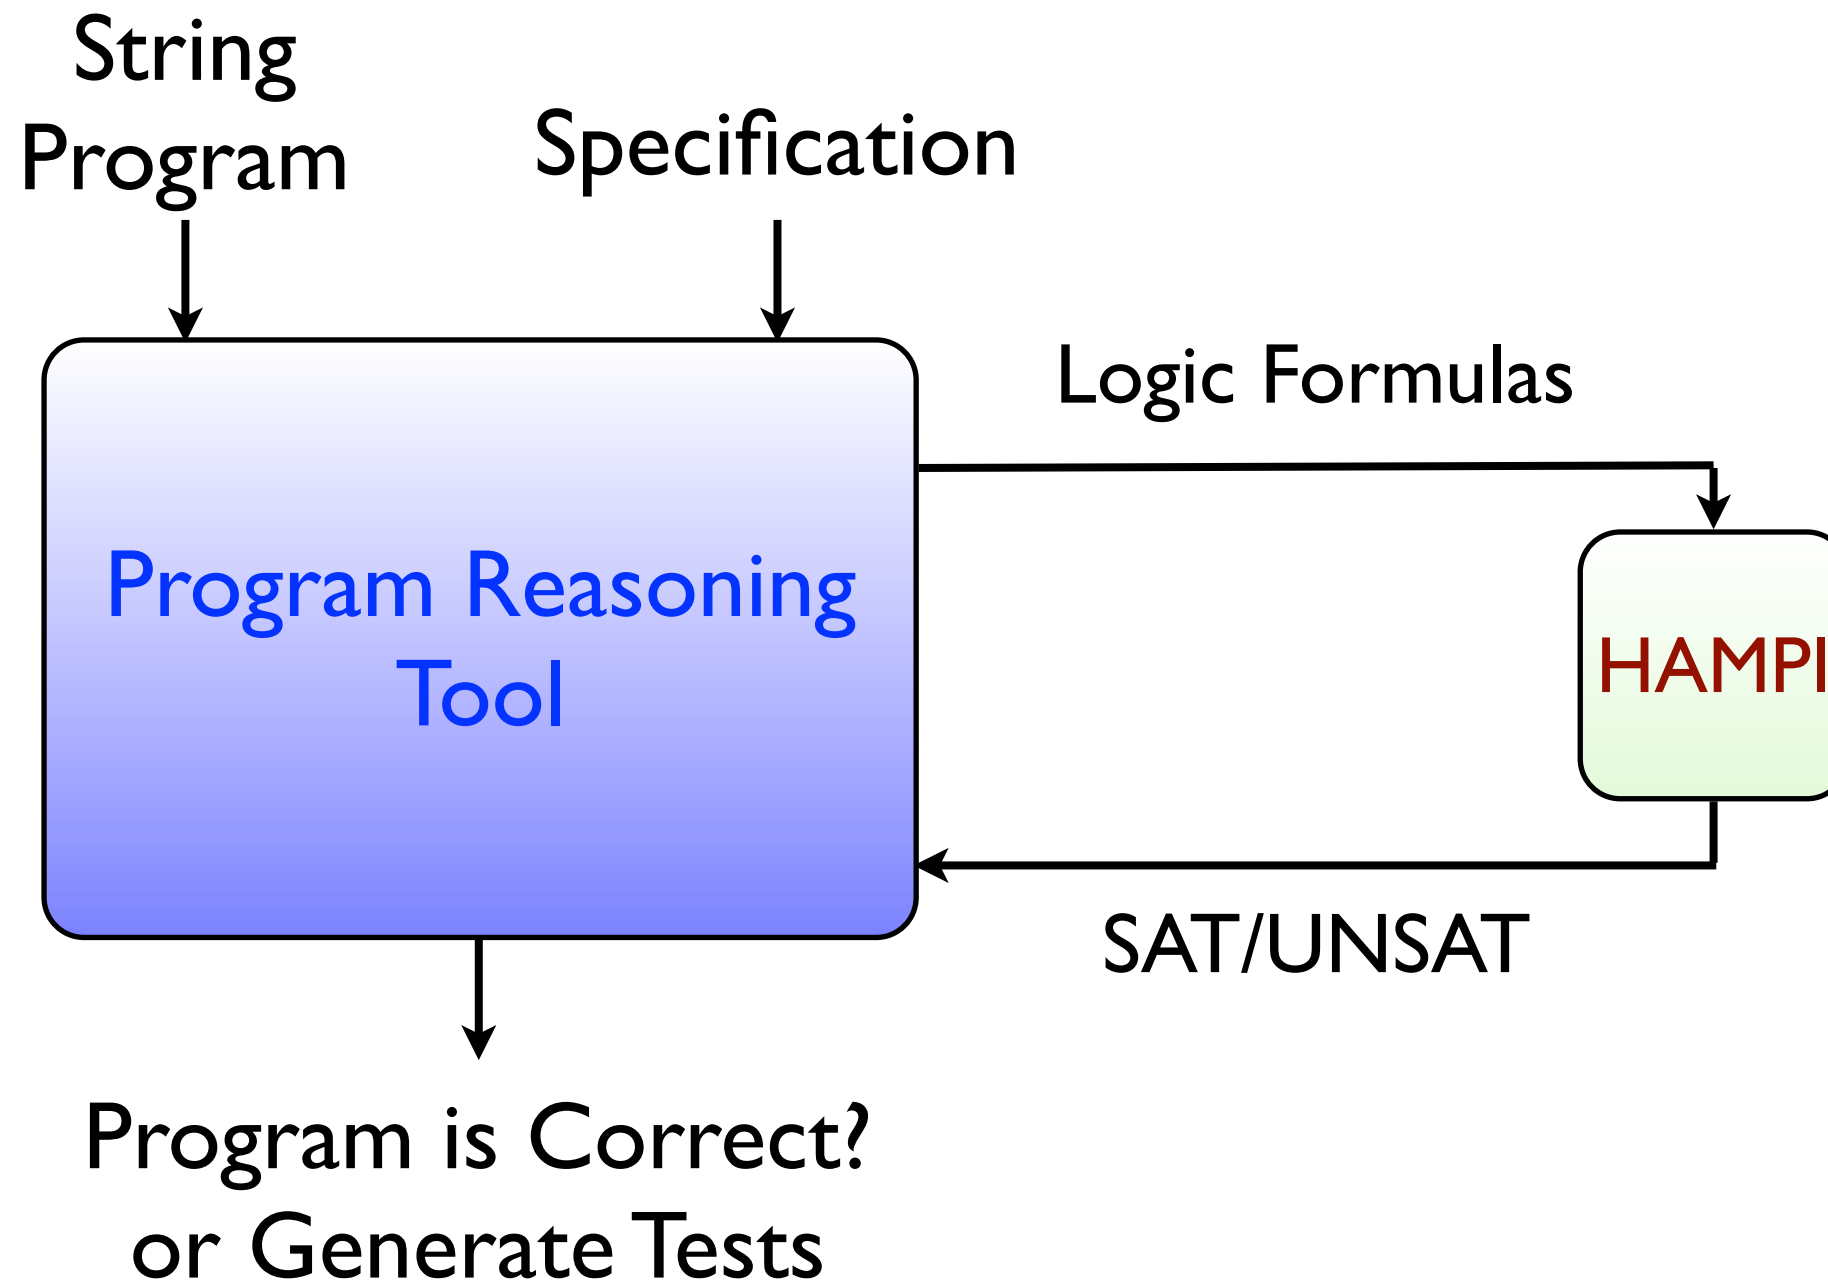 String
Program
Specification
Logic Formulas
Program Reasoning
Tool
HAMPI
SAT/UNSAT
Program is Correct?
or Generate Tests